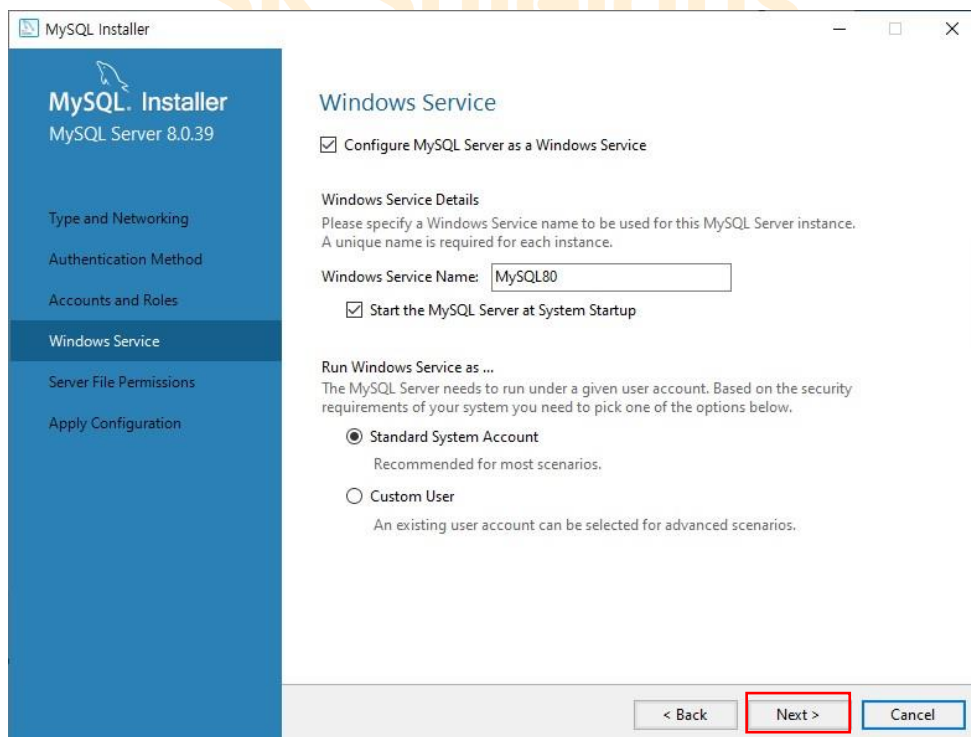 MySQL Installer
MySQL. Installer
MySQL Server 8.0.39
Type and Networking
Authentication Method
Accounts and Roles
Windows Service
Server File Permissions
Apply Configuration
Windows Service
Configure MySQL Server as a Windows Service
Windows Service Details
Please specify a Windows Service name to be used for this MySQL Server instance.
A unique name is required for each instance.
Windows Service Name: MySQL80
Start the MySQL Server at System Startup
Run Windows Service as ...
The MySQL Server needs to run under a given user account. Based on the security
requirements of your system you need to pick one of the options below.
Standard System Account
Recommended for most scenarios.
Custom User
An existing user account can be selected for advanced scenarios.
< Back Next > Cancel